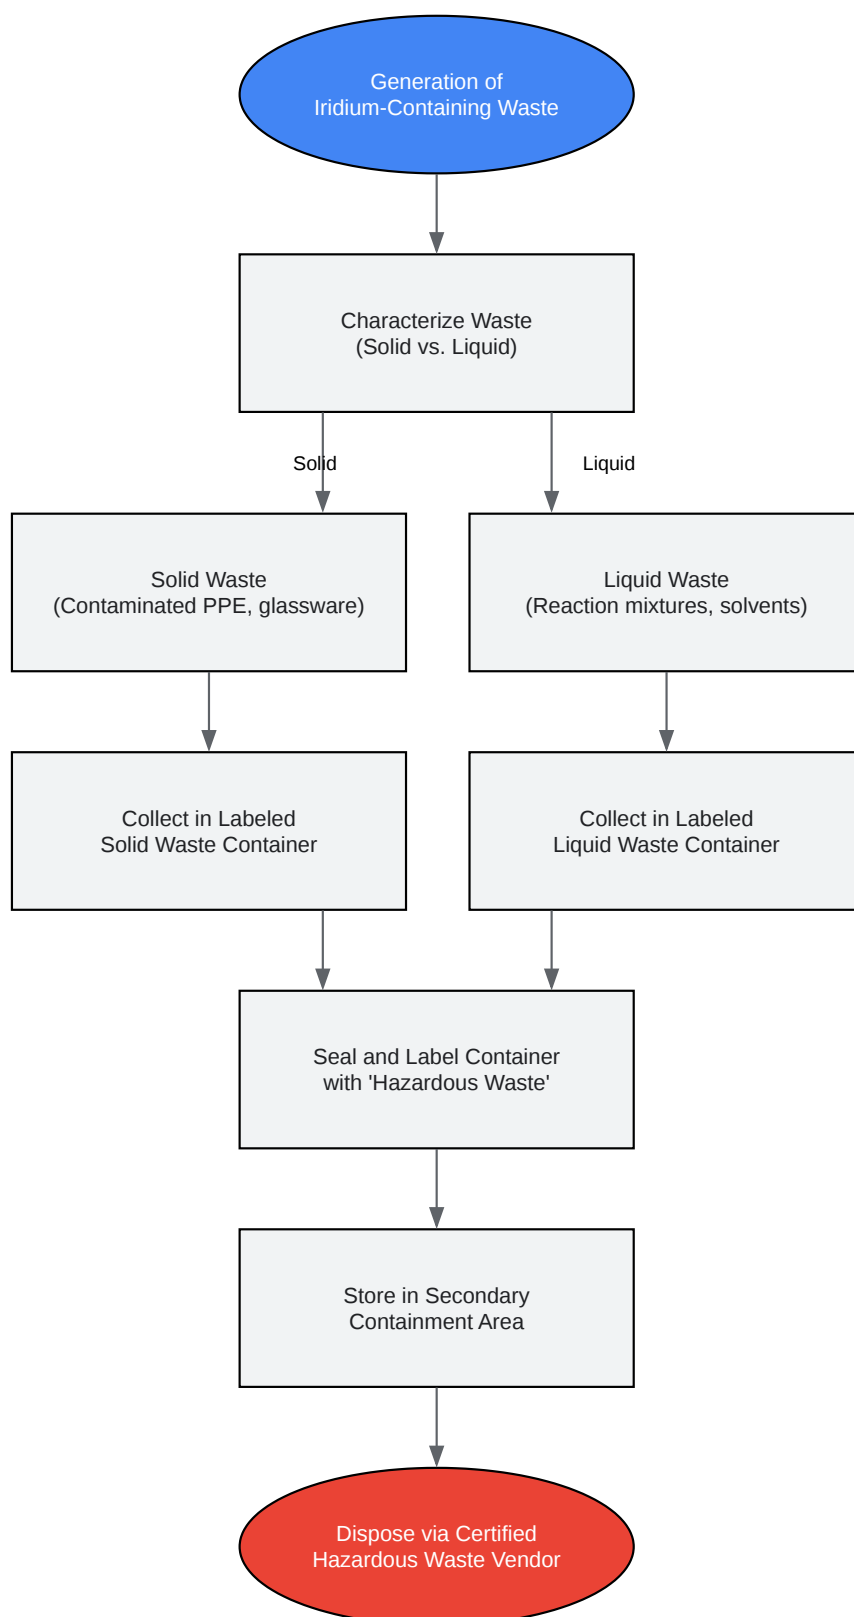 Generation of
Iridium-Containing Waste
Characterize Waste
(Solid vs. Liquid)
Solid
Liquid
Solid Waste
(Contaminated PPE, glassware)
Liquid Waste
(Reaction mixtures, solvents)
Collect in Labeled
Solid Waste Container
Collect in Labeled
Liquid Waste Container
Seal and Label Container
with 'Hazardous Waste'
Store in Secondary
Containment Area
Dispose via Certified
Hazardous Waste Vendor